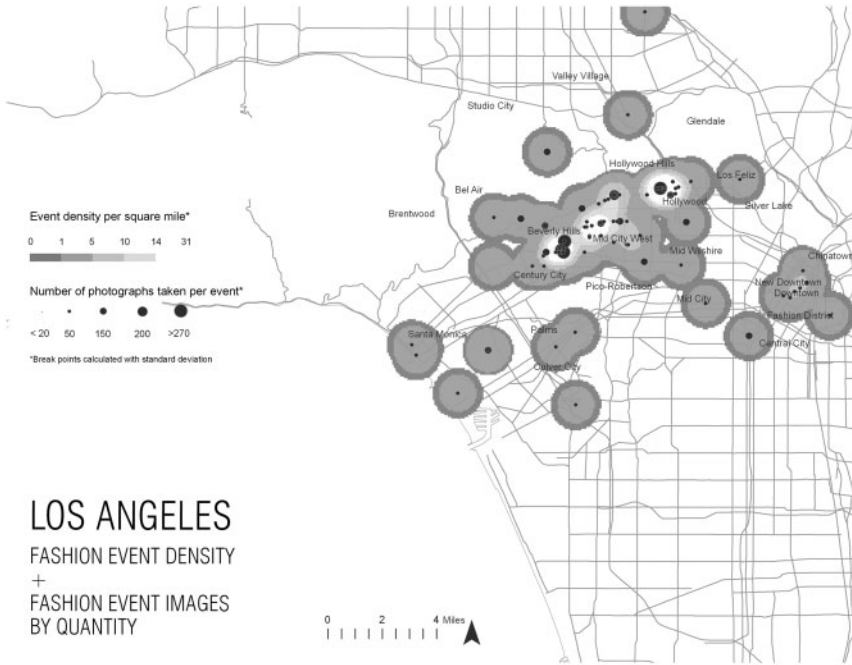 Valley Village
Studio City
Glendale
Hollywood Hills
Los Feliz
Bel Air
Hollywood
Silver Lake
Brentwood
Event density per square mile*
0 1 5 10 14 31
Beverly Hills
Mid City West
Mid Wilshire
Chinatown
Century City
New Downtown
Number of photographs taken per event*
Pico-Robertson
Downtown
Mid City
< 20 50 150 200 >270
Fashion District
Santa Monica
Palms
Central City
*Break points calculated with standard deviation
Culver City
LOS ANGELES
FASHION EVENT DENSITY
+
FASHION EVENT IMAGES
BY QUANTITY
0 2 4 Miles